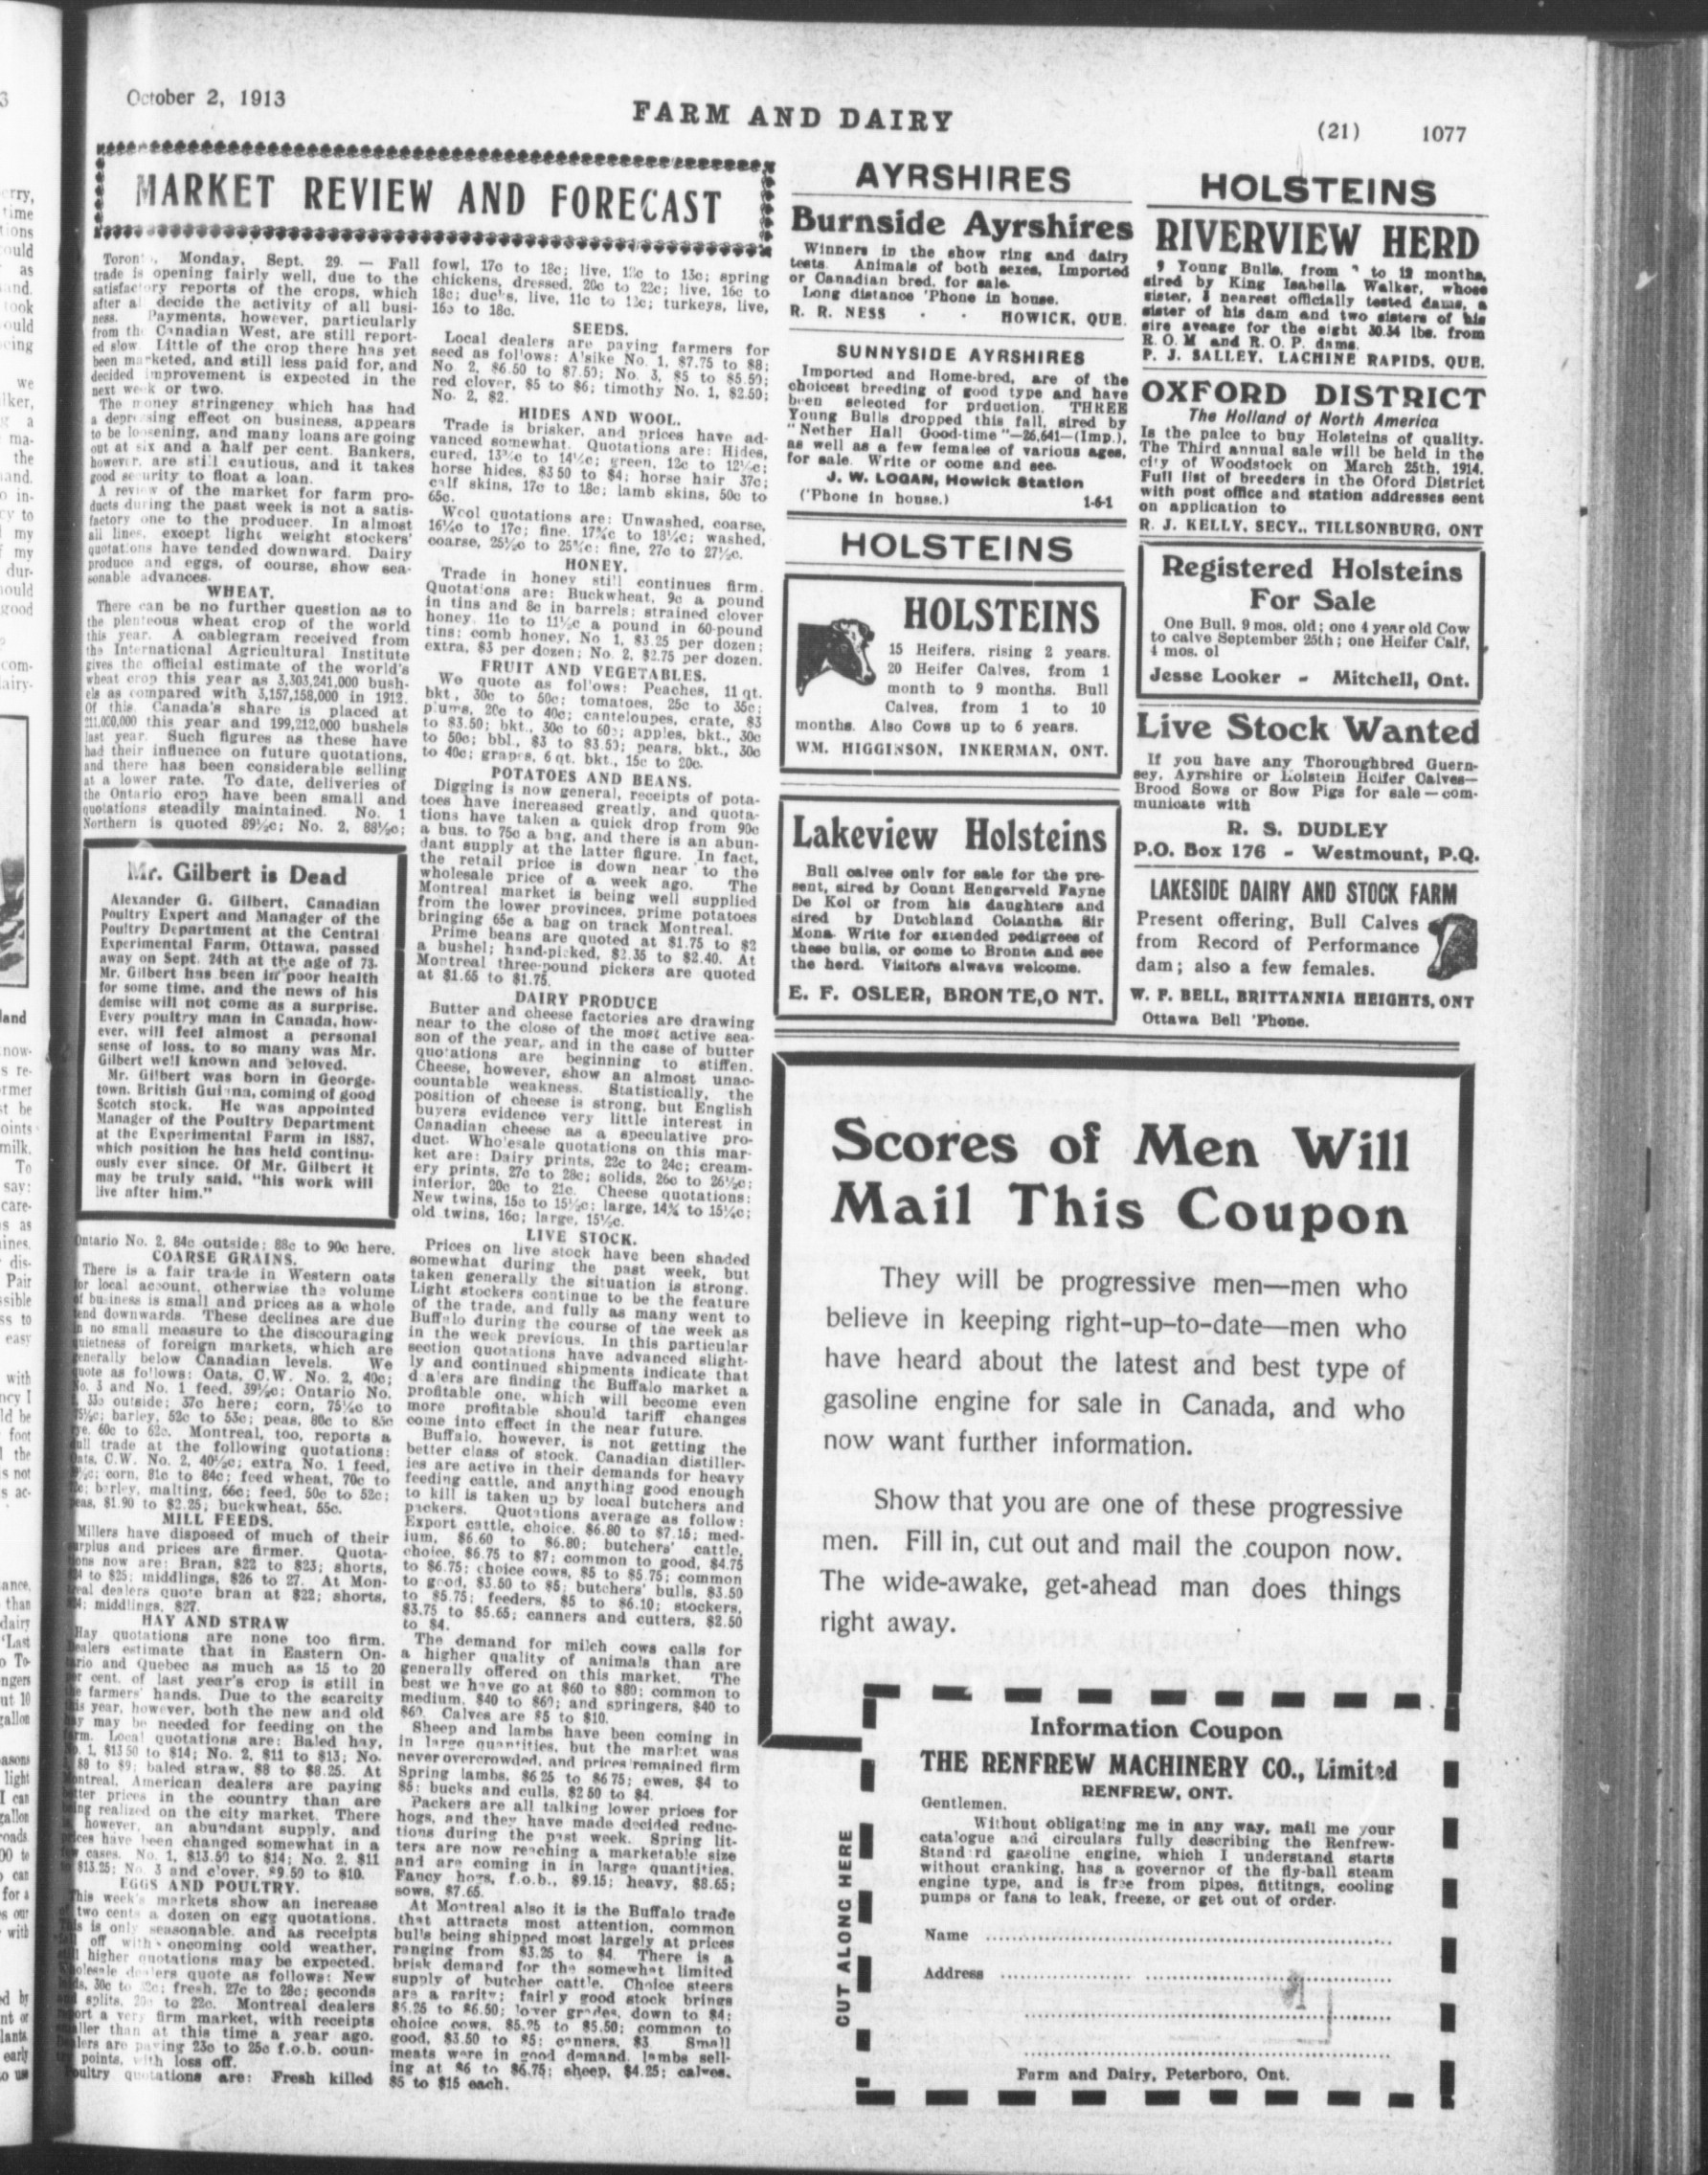 October 2, 1913
FARM AND DAIRY
(21) 1077
MARKET REVIEW AND FORECAST
Toronto, Monday, Sept. 29. — Fall
trade is opening fairly well, due to the
satisfactory reports of the crops, which
after all decide the activity of all busi-
ness. Payments, however, particularly
from the Canadian West, are still report-
ed slow. Little of the crop there has yet
been marketed, and still less paid for, and
decided improvement is expected in the
next week or two.
The money stringency which has had
a depressing effect on business, appears
to be loosening, and many loans are going
out at six and a half per cent. Bankers,
however, are still cautious, and it takes
good security to float a loan.
A review of the market for farm pro-
ducts during the past week is not a satis-
factory one to the producer. In almost
all lines, except light weight stockers'
quotations have tended downward. Dairy
produce and eggs, of course, show sea-
sonable advances.
WHEAT.
There can be no further question as to
the plenteous wheat crop of the world
this year. A cablegram received from
the International Agricultural Institute
gives the official estimate of the world's
wheat crop this year as 3,303,241,000 bush-
els as compared with 3,157,158,000 in 1912.
Of this Canada's share is placed at
211,000,000 this year and 199,212,000 bushels
last year. Such figures as these have
had their influence on future quotations,
and there has been considerable selling
at a lower rate. To date, deliveries of
the Ontario crop have been small and
quotations steadily maintained. No. 1
Northern is quoted 89½c; No. 2, 88½c;
Mr. Gilbert is Dead
Alexander G. Gilbert, Canadian
Poultry Expert and Manager of the
Poultry Department at the Central
Experimental Farm, Ottawa, passed
away on Sept. 24th at the age of 73.
Mr. Gilbert has been in poor health
for some time, and the news of his
demise will not come as a surprise.
Every poultry man in Canada, how-
ever, will feel almost a personal
sense of loss, to so many was Mr.
Gilbert well known and beloved.
Mr. Gilbert was born in George-
town, British Guiana, coming of good
Scotch stock. He was appointed
Manager of the Poultry Department
at the Experimental Farm in 1887,
which position he has held continu-
ously ever since. Of Mr. Gilbert it
may be truly said, "his work will
live after him."
Ontario No. 2, 84c outside; 88c to 90c here.
COARSE GRAINS.
There is a fair trade in Western oats
for local account, otherwise the volume
of business is small and prices as a whole
tend downwards. These declines are due
in no small measure to the discouraging
quietness of foreign markets, which are
generally below Canadian levels. We
quote as follows: Oats, C.W. No. 2, 40c;
No. 3 and No. 1 feed, 39½c; Ontario No.
33c outside; 37c here; corn, 75¼c to
75½c; barley, 52c to 53c; peas, 80c to 85c
rye, 60c to 62c. Montreal, too, reports a
dull trade at the following quotations:
Oats, C.W. No. 2, 40½c; extra No. 1 feed,
corn, 81c to 84c; feed wheat, 70c to
barley, malting, 66c; feed, 50c to 52c;
peas, $1.90 to $2.25; buckwheat, 55c.
MILL FEEDS.
Millers have disposed of much of their
surplus and prices are firmer. Quota-
tions now are: Bran, $22 to $23; shorts,
$24 to $25; middlings, $26 to 27. At Mon-
treal dealers quote bran at $22; shorts,
$24; middlings, $27.
HAY AND STRAW
Hay quotations are none too firm.
Dealers estimate that in Eastern On-
tario and Quebec as much as 15 to 20
per cent. of last year's crop is still in
the farmers' hands. Due to the scarcity
this year, however, both the new and old
hay may be needed for feeding on the
farm. Local quotations are: Baled hay,
No. 1, $13 50 to $14; No. 2, $11 to $13; No.
3, $8 to $9; baled straw, $8 to $8.25. At
Montreal, American dealers are paying
better prices in the country than are
being realized on the city market. There
is, however, an abundant supply, and
prices have been changed somewhat in a
few cases. No. 1, $13.50 to $14; No. 2, $11
to $13.25; No. 3 and clover, $9.50 to $10.
EGGS AND POULTRY.
This week's markets show an increase
of two cents a dozen on egg quotations.
This is only seasonable, and as receipts
fall off with oncoming cold weather,
still higher quotations may be expected.
Wholesale dealers quote as follows: New
laids, 30c to 32c; fresh, 27c to 28c; seconds
and splits, 20c to 22c. Montreal dealers
report a very firm market, with receipts
smaller than at this time a year ago.
Dealers are paying 23c to 25c f.o.b. coun-
try points, with loss off.
Poultry quotations are: Fresh killed
fowl, 17c to 18c; live, 12c to 13c; spring
chickens, dressed, 20c to 22c; live, 16c to
18c; ducks, live, 11c to 12c; turkeys, live,
16c to 18c.
SEEDS.
Local dealers are paying farmers for
seed as follows: Alsike No. 1, $7.75 to $8;
No. 2, $6.50 to $7.50; No. 3, $5 to $5.50;
red clover, $5 to $6; timothy No. 1, $2.50;
No. 2, $2.
HIDES AND WOOL.
Trade is brisker, and prices have ad-
vanced somewhat. Quotations are: Hides,
cured, 13¾c to 14½c; green, 12c to 12½c;
horse hides, $3 50 to $4; horse hair 37c;
calf skins, 17c to 18c; lamb skins, 50c to
65c.
Wool quotations are: Unwashed, coarse,
16½c to 17c; fine, 17¾c to 18½c; washed,
coarse, 25½c to 25¾c; fine, 27c to 27½c.
HONEY.
Trade in honey still continues firm.
Quotations are: Buckwheat, 9c a pound
in tins and 8c in barrels; strained clover
honey, 11c to 11½c a pound in 60-pound
tins; comb honey, No 1, $3.25 per dozen;
extra, $3 per dozen; No. 2, $2.75 per dozen.
FRUIT AND VEGETABLES.
We quote as follows: Peaches, 11 qt.
bkt., 30c to 50c; tomatoes, 25c to 35c;
plums, 20c to 40c; canteloupes, crate, $3
to $3.50; bkt., 30c to 60c; apples, bkt., 30c
to 50c; bbl., $3 to $3.50; pears, bkt., 30c
to 40c; grapes, 6 qt. bkt., 15c to 20c.
POTATOES AND BEANS.
Digging is now general, receipts of pota-
toes have increased greatly, and quota-
tions have taken a quick drop from 90c
a bus. to 75c a bag, and there is an abun-
dant supply at the latter figure. In fact,
the retail price is down near to the
wholesale price of a week ago. The
Montreal market is being well supplied
from the lower provinces, prime potatoes
bringing 65c a bag on track Montreal.
Prime beans are quoted at $1.75 to $2
a bushel; hand-picked, $2.35 to $2.40. At
Montreal three-pound pickers are quoted
at $1.65 to $1.75.
DAIRY PRODUCE
Butter and cheese factories are drawing
near to the close of the most active sea-
son of the year, and in the case of butter
quotations are beginning to stiffen.
Cheese, however, show an almost unac-
countable weakness. Statistically, the
position of cheese is strong, but English
buyers evidence very little interest in
Canadian cheese as a speculative pro-
duct. Wholesale quotations on this mar-
ket are: Dairy prints, 22c to 24c; cream-
ery prints, 27c to 28c; solids, 26c to 26½c;
inferior, 20c to 21c. Cheese quotations:
New twins, 15c to 15½c; large, 14¾ to 15¼c;
old twins, 16c; large, 15½c.
LIVE STOCK.
Prices on live stock have been shaded
somewhat during the past week, but
taken generally the situation is strong.
Light stockers continue to be the feature
of the trade, and fully as many went to
Buffalo during the course of the week as
in the week previous. In this particular
section quotations have advanced slight-
ly and continued shipments indicate that
dealers are finding the Buffalo market a
profitable one, which will become even
more profitable should tariff changes
come into effect in the near future.
Buffalo, however, is not getting the
better class of stock. Canadian distiller-
ies are active in their demands for heavy
feeding cattle, and anything good enough
to kill is taken up by local butchers and
packers. Quotations average as follow:
Export cattle, choice, $6.80 to $7.15; med-
ium, $6.60 to $6.80; butchers' cattle,
choice, $6.75 to $7; common to good, $4.75
to $6.75; choice cows, $5 to $5.75; common
to good, $3.50 to $5; butchers' bulls, $3.50
to $5.75; feeders, $5 to $6.10; stockers,
$3.75 to $5.65; canners and cutters, $2.50
to $4.
The demand for milch cows calls for
a higher quality of animals than are
generally offered on this market. The
best we have go at $60 to $80; common to
medium, $40 to $60; and springers, $40 to
$60. Calves are $5 to $10.
Sheep and lambs have been coming in
in large quantities, but the market was
never overcrowded, and prices remained firm
Spring lambs, $6 25 to $6 75; ewes, $4 to
$5; bucks and culls, $2 50 to $4.
Packers are all talking lower prices for
hogs, and they have made decided reduc-
tions during the past week. Spring lit-
ters are now reaching a marketable size
and are coming in in large quantities.
Fancy hogs, f.o.b., $9.15; heavy, $8.65;
sows, $7.65.
At Montreal also it is the Buffalo trade
that attracts most attention, common
bulls being shipped most largely at prices
ranging from $3.25 to $4. There is a
brisk demand for the somewhat limited
supply of butcher cattle. Choice steers
are a rarity; fairly good stock brings
$6.25 to $6.50; lower grades, down to $4;
choice cows, $5.25 to $5.50; common to
good, $3.50 to $5; canners, $3. Small
meats were in good demand, lambs sell-
ing at $6 to $6.75; sheep, $4.25; calves,
$5 to $15 each.
AYRSHIRES
Burnside Ayrshires
Winners in the show ring and dairy
tests. Animals of both sexes, Imported
or Canadian bred, for sale.
Long distance 'Phone in house.
R. R. NESS - - HOWICK, QUE.
SUNNYSIDE AYRSHIRES
Imported and Home-bred, are of the
choicest breeding of good type and have
been selected for prduction. THREE
Young Bulls dropped this fall, sired by
"Nether Hall Good-time"—26,641—(Imp.),
as well as a few females of various ages,
for sale. Write or come and see.
J. W. LOGAN, Howick Station
('Phone in house.) 1-6-1
HOLSTEINS
HOLSTEINS
15 Heifers, rising 2 years.
20 Heifer Calves, from 1
month to 9 months. Bull
Calves, from 1 to 10
months. Also Cows up to 6 years.
WM. HIGGINSON, INKERMAN, ONT.
Lakeview Holsteins
Bull calves only for sale for the pre-
sent, sired by Count Hengerveld Fayne
De Kol or from his daughters and
sired by Dutchland Colantha Sir
Mona. Write for extended pedigrees of
these bulls, or come to Bronte and see
the herd. Visitors always welcome.
E. F. OSLER, BRONTE,O NT.
HOLSTEINS
RIVERVIEW HERD
9 Young Bulls, from to 12 months,
sired by King Isabella Walker, whose
sister, 3 nearest officially tested dams, a
sister of his dam and two sisters of his
sire aveage for the eight 30.34 lbs. from
R. O. M and R. O. P. dams.
P. J. SALLEY, LACHINE RAPIDS, QUE.
OXFORD DISTRICT
The Holland of North America
Is the palce to buy Holsteins of quality.
The Third annual sale will be held in the
city of Woodstock on March 25th, 1914.
Full list of breeders in the Oford District
with post office and station addresses sent
on application to
R. J. KELLY, SECY., TILLSONBURG, ONT
Registered Holsteins
For Sale
One Bull, 9 mos. old; one 4 year old Cow
to calve September 25th; one Heifer Calf,
4 mos. ol
Jesse Looker - Mitchell, Ont.
Live Stock Wanted
If you have any Thoroughbred Guern-
sey, Ayrshire or Holstein Heifer Calves—
Brood Sows or Sow Pigs for sale—com-
municate with
R. S. DUDLEY
P.O. Box 176 - Westmount, P.Q.
LAKESIDE DAIRY AND STOCK FARM
Present offering, Bull Calves
from Record of Performance
dam; also a few females.
W. F. BELL, BRITTANNIA HEIGHTS, ONT
Ottawa Bell 'Phone.
Scores of Men Will
Mail This Coupon
They will be progressive men—men who
believe in keeping right-up-to-date—men who
have heard about the latest and best type of
gasoline engine for sale in Canada, and who
now want further information.
Show that you are one of these progressive
men. Fill in, cut out and mail the coupon now.
The wide-awake, get-ahead man does things
right away.
CUT ALONG HERE
Information Coupon
THE RENFREW MACHINERY CO., Limited
RENFREW, ONT.
Gentlemen,
Without obligating me in any way, mail me your
catalogue and circulars fully describing the Renfrew-
Standard gasoline engine, which I understand starts
without cranking, has a governor of the fly-ball steam
engine type, and is free from pipes, fittitngs, cooling
pumps or fans to leak, freeze, or get out of order.
Name
Address
Farm and Dairy, Peterboro, Ont.